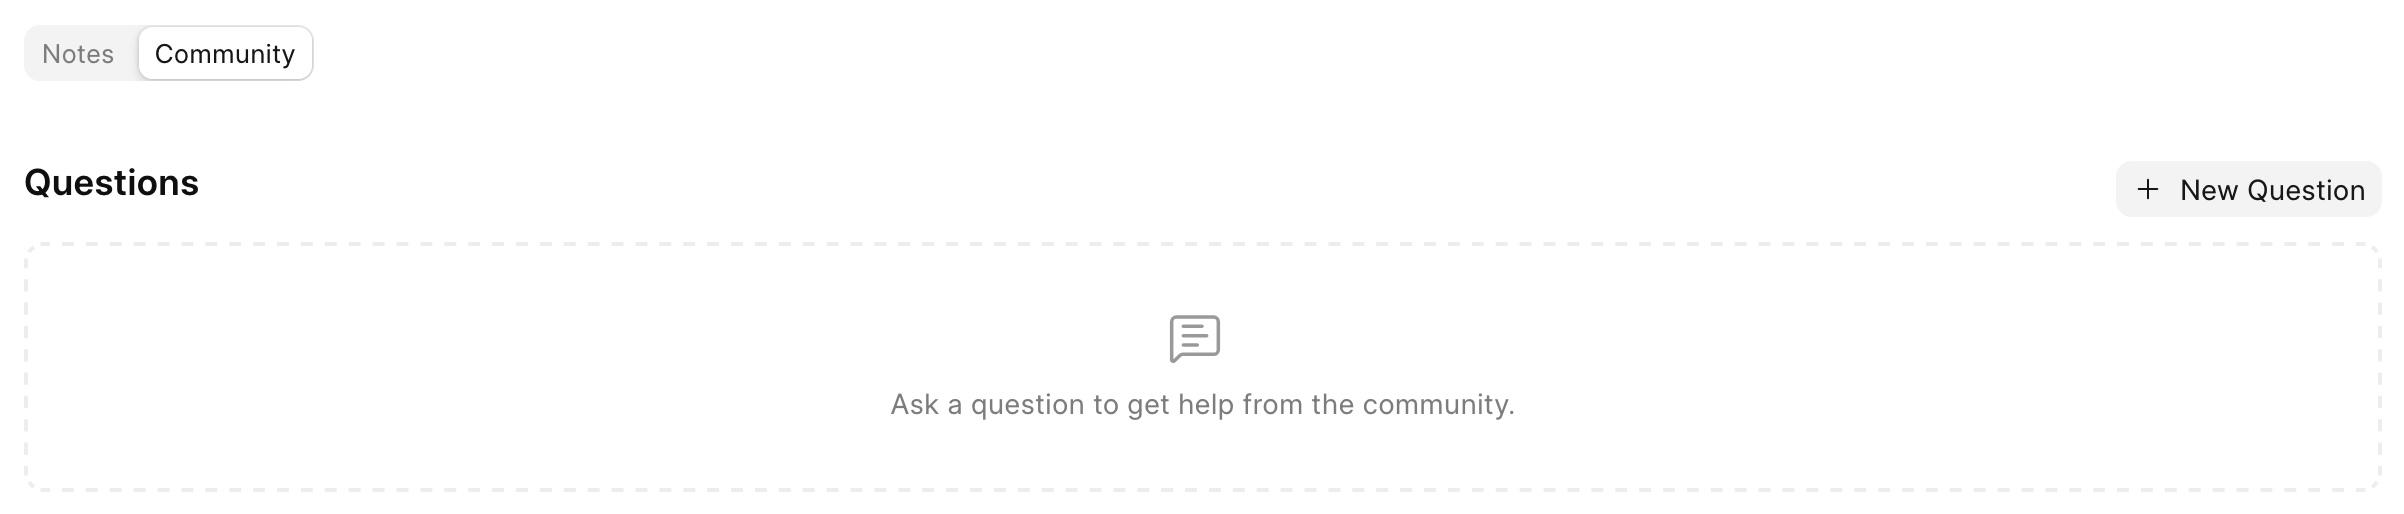 Notes
Community
Questions
New Question
Ask a question to get help from the community.